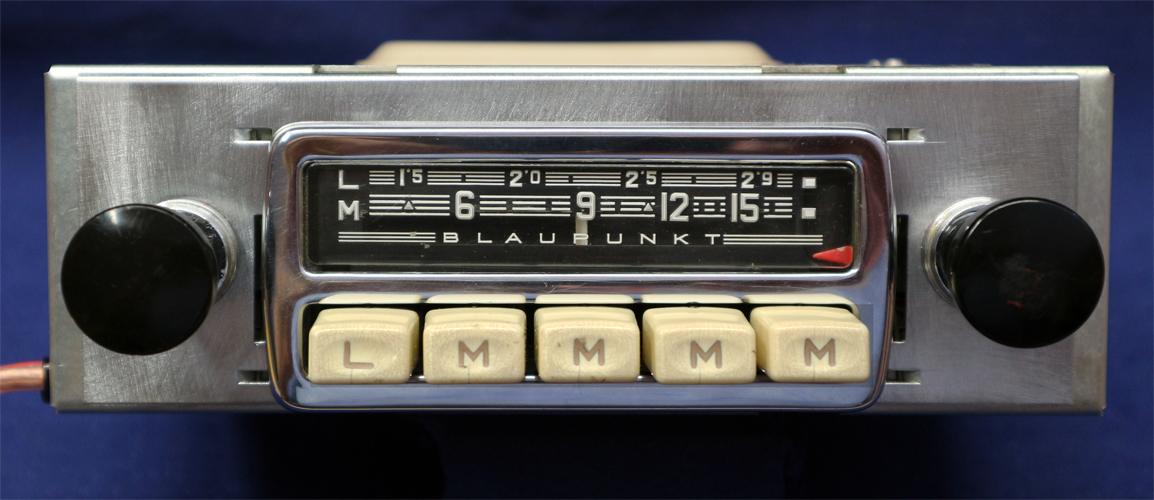 L 1·5 2·0 2·5 2·9
M 6 9 12 15
BLAUPUNKT
L M M M M